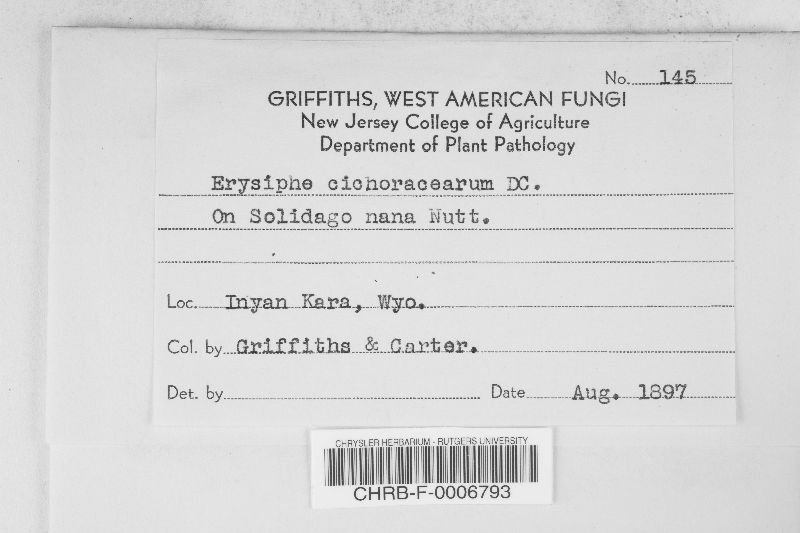 No. 145
GRIFFITHS, WEST AMERICAN FUNGI
New Jersey College of Agriculture
Department of Plant Pathology
Erysiphe cichoracearum DC.
On Solidago nana Nutt.
Loc. Inyan Kara, Wyo.
Col. by Griffiths & Carter.
Det. by Date Aug. 1897
CHRYSLER HERBARIUM - RUTGERS UNIVERSITY
CHRB-F-0006793